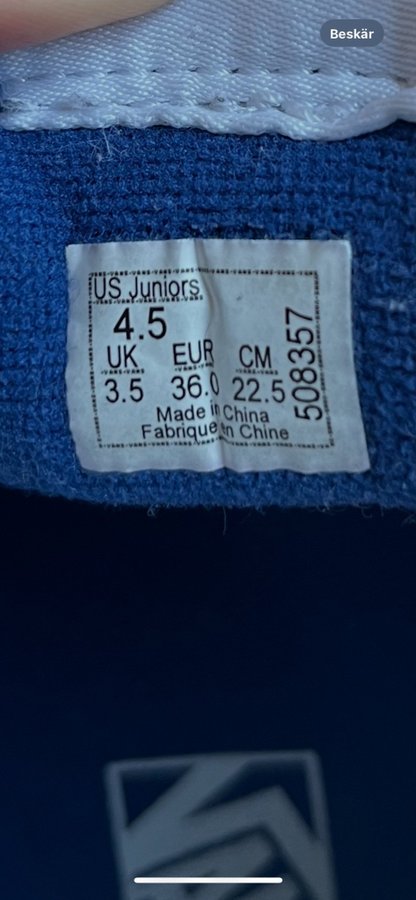 Beskär
US Juniors
4.5
UK EUR CM
3.5 36.0 22.5
508357
Made in China
Fabrique en Chine